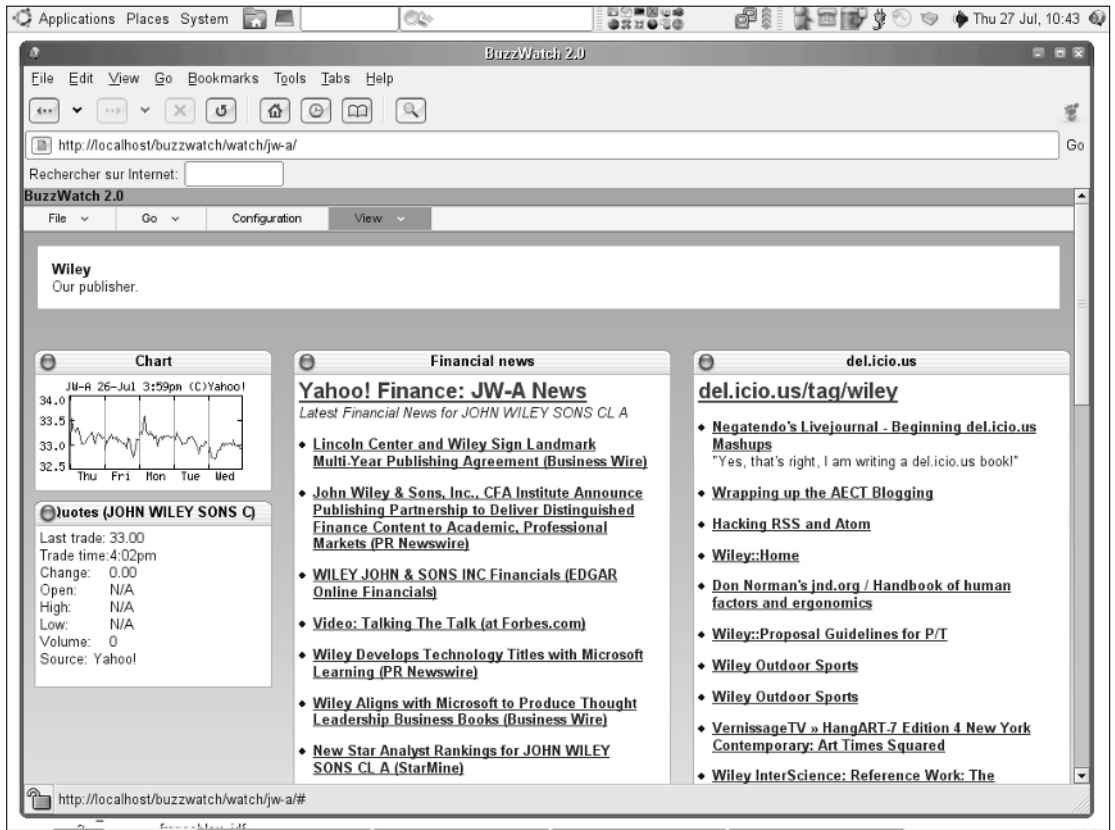 Applications Places System
Thu 27 Jul, 10:43
BuzzWatch 2.0
File Edit View Go Bookmarks Tools Tabs Help
http://localhost/buzzwatch/watch/jw-a/
Go
Rechercher sur Internet:
BuzzWatch 2.0
File Go Configuration View
Wiley
Our publisher.
Chart
JW-A 26-Jul 3:59pm (C)Yahoo!
34.0
33.5
33.0
32.5
Thu Fri Mon Tue Wed
Quotes (JOHN WILEY SONS C)
Last trade: 33.00
Trade time:4:02pm
Change: 0.00
Open: N/A
High: N/A
Low: N/A
Volume: 0
Source: Yahoo!
Financial news
Yahoo! Finance: JW-A News
Latest Financial News for JOHN WILEY SONS CL A
Lincoln Center and Wiley Sign Landmark
Multi-Year Publishing Agreement (Business Wire)
John Wiley & Sons, Inc., CFA Institute Announce
Publishing Partnership to Deliver Distinguished
Finance Content to Academic, Professional
Markets (PR Newswire)
WILEY JOHN & SONS INC Financials (EDGAR
Online Financials)
Video: Talking The Talk (at Forbes.com)
Wiley Develops Technology Titles with Microsoft
Learning (PR Newswire)
Wiley Aligns with Microsoft to Produce Thought
Leadership Business Books (Business Wire)
New Star Analyst Rankings for JOHN WILEY
SONS CL A (StarMine)
del.icio.us
del.icio.us/tag/wiley
Negatendo's Livejournal - Beginning del.icio.us
Mashups
"Yes, that's right, I am writing a del.icio.us book!"
Wrapping up the AECT Blogging
Hacking RSS and Atom
Wiley::Home
Don Norman's jnd.org / Handbook of human
factors and ergonomics
Wiley::Proposal Guidelines for P/T
Wiley Outdoor Sports
Wiley Outdoor Sports
VernissageTV » HangART-7 Edition 4 New York
Contemporary: Art Times Squared
Wiley InterScience: Reference Work: The
http://localhost/buzzwatch/watch/jw-a/#